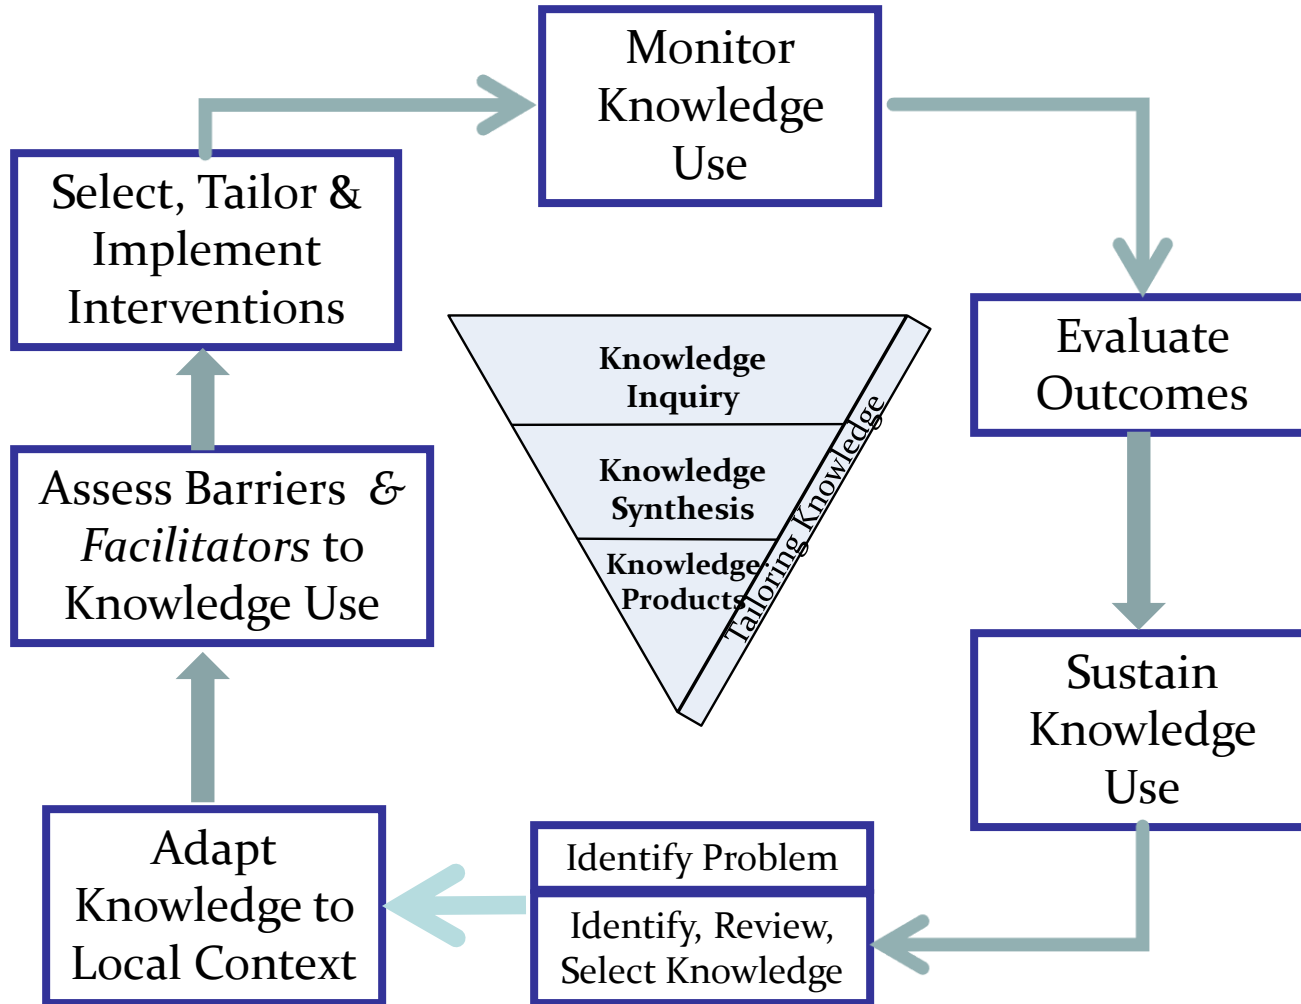 Monitor
Knowledge
Use
Select, Tailor &
Implement
Interventions
Evaluate
Outcomes
Knowledge
Inquiry
Knowledge
Synthesis
Knowledge
Products
Tailoring Knowledge
Assess Barriers &
Facilitators to
Knowledge Use
Sustain
Knowledge
Use
Adapt
Knowledge to
Local Context
Identify Problem
Identify, Review,
Select Knowledge